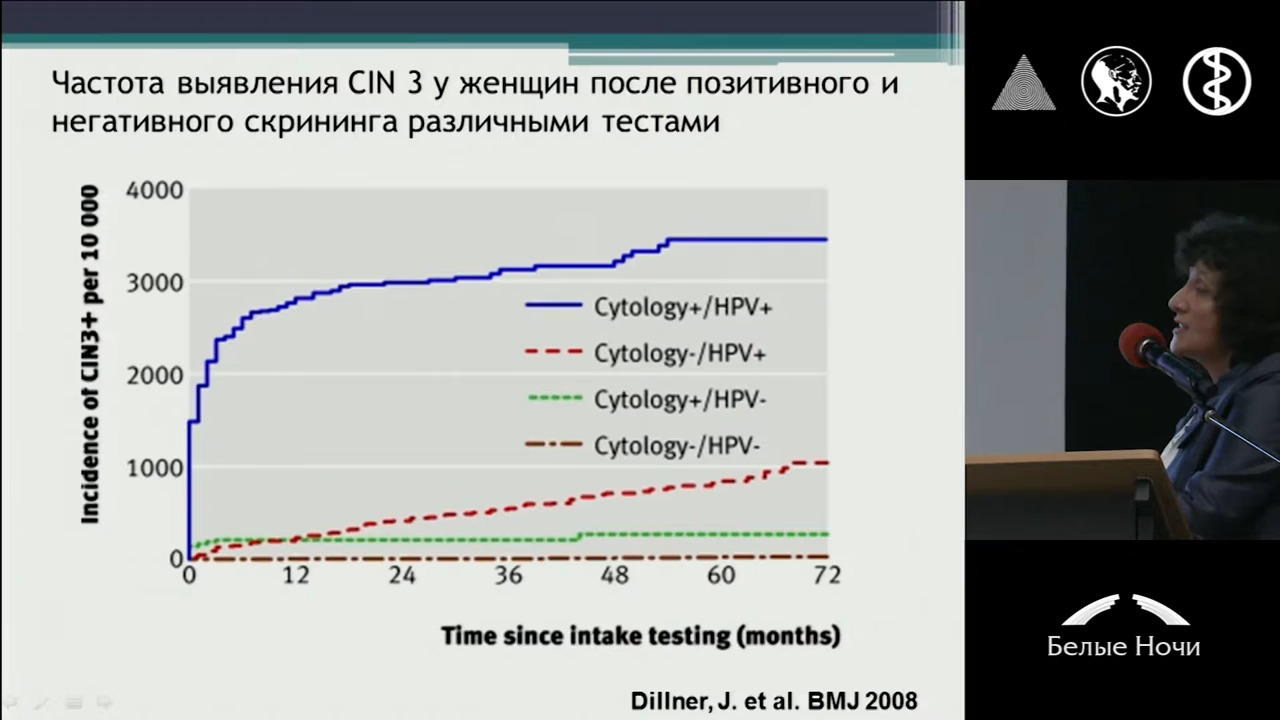 Частота выявления CIN 3 у женщин после позитивного и
негативного скрининга различными тестами
Incidence of CIN3+ per 10 000
4000
3000
2000
1000
0
Cytology+/HPV+
Cytology-/HPV+
Cytology+/HPV-
Cytology-/HPV-
0 12 24 36 48 60 72
Time since intake testing (months)
Dillner, J. et al. BMJ 2008
Белые Ночи